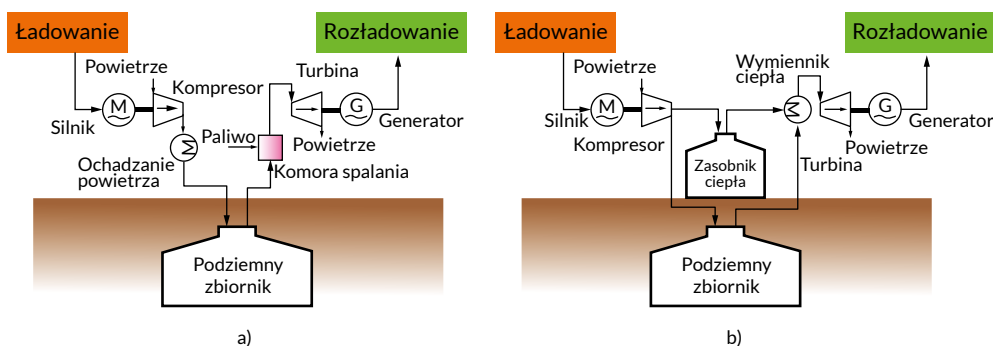 Ładowanie
Rozładowanie
Powietrze
Kompresor
Turbina
M
G
Silnik
Generator
Paliwo
Powietrze
Ochadzanie
powietrza
Komora spalania
Podziemny
zbiornik
a)
Ładowanie
Rozładowanie
Powietrze
Wymiennik
ciepła
M
G
Silnik
Generator
Kompresor
Powietrze
Zasobnik
ciepła
Turbina
Podziemny
zbiornik
b)